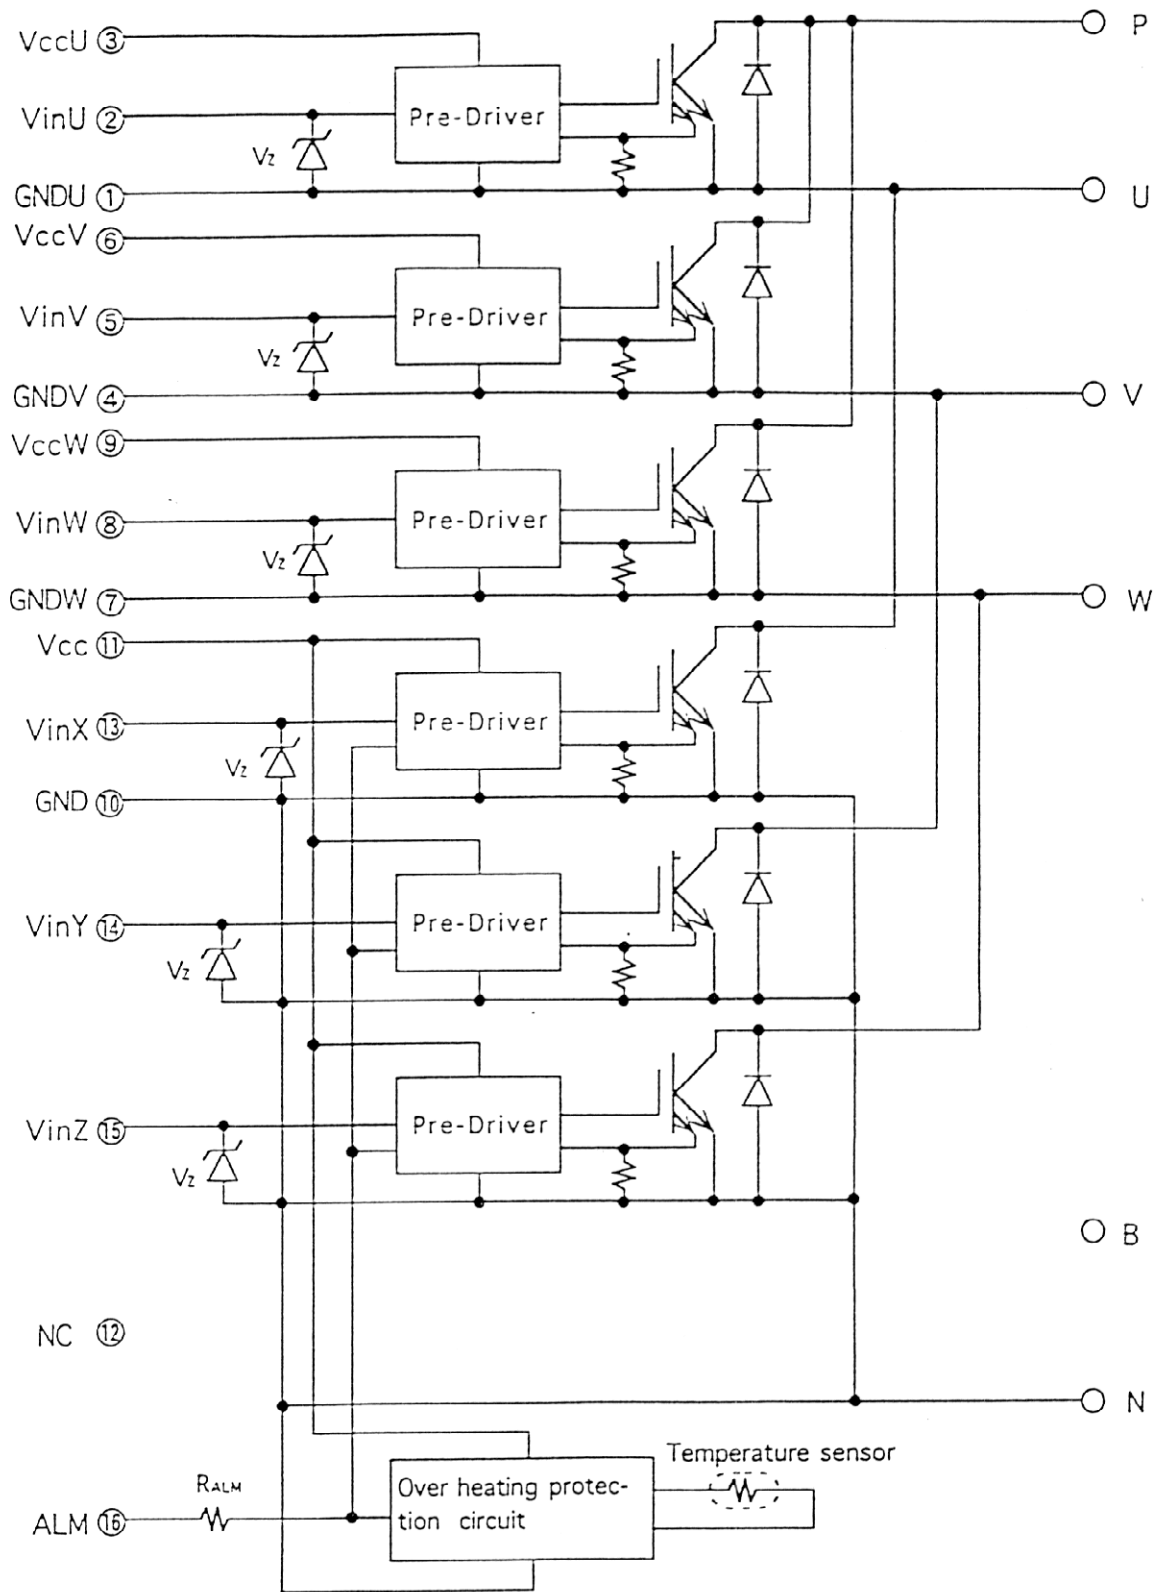 VccU ③
P
VinU ②
Pre-Driver
Vz
GNDU ①
U
VccV ⑥
VinV ⑤
Pre-Driver
Vz
GNDV ④
V
VccW ⑨
VinW ⑧
Pre-Driver
Vz
GNDW ⑦
W
Vcc ⑪
VinX ⑬
Pre-Driver
Vz
GND ⑩
VinY ⑭
Pre-Driver
Vz
VinZ ⑮
Pre-Driver
Vz
B
NC ⑫
N
Temperature sensor
RALM
Over heating protec-
tion circuit
ALM ⑯